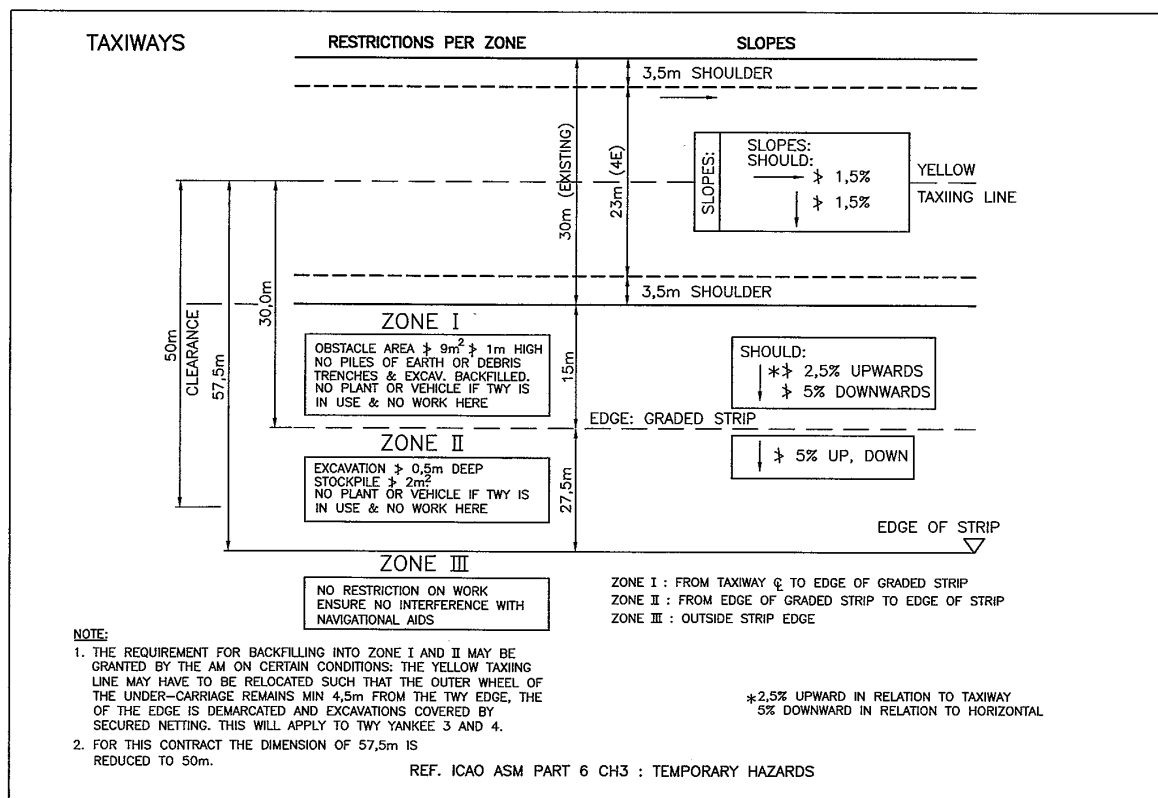 TAXIWAYS
RESTRICTIONS PER ZONE
SLOPES
3,5m SHOULDER
30m (EXISTING)
23m (4E)
SLOPES:
SLOPES:
SHOULD:
≯ 1,5%
≯ 1,5%
YELLOW
TAXIING LINE
3,5m SHOULDER
50m
CLEARANCE
57,5m
30,0m
ZONE I
OBSTACLE AREA ≯ 9m² ≯ 1m HIGH
NO PILES OF EARTH OR DEBRIS
TRENCHES & EXCAV. BACKFILLED.
NO PLANT OR VEHICLE IF TWY IS
IN USE & NO WORK HERE
15m
SHOULD:
*≯ 2,5% UPWARDS
≯ 5% DOWNWARDS
EDGE: GRADED STRIP
ZONE II
EXCAVATION ≯ 0,5m DEEP
STOCKPILE ≯ 2m²
NO PLANT OR VEHICLE IF TWY IS
IN USE & NO WORK HERE
27,5m
≯ 5% UP, DOWN
EDGE OF STRIP
ZONE III
NO RESTRICTION ON WORK
ENSURE NO INTERFERENCE WITH
NAVIGATIONAL AIDS
ZONE I : FROM TAXIWAY ℄ TO EDGE OF GRADED STRIP
ZONE II : FROM EDGE OF GRADED STRIP TO EDGE OF STRIP
ZONE III : OUTSIDE STRIP EDGE
NOTE:
1. THE REQUIREMENT FOR BACKFILLING INTO ZONE I AND II MAY BE
GRANTED BY THE AM ON CERTAIN CONDITIONS: THE YELLOW TAXIING
LINE MAY HAVE TO BE RELOCATED SUCH THAT THE OUTER WHEEL OF
THE UNDER-CARRIAGE REMAINS MIN 4,5m FROM THE TWY EDGE, THE
OF THE EDGE IS DEMARCATED AND EXCAVATIONS COVERED BY
SECURED NETTING. THIS WILL APPLY TO TWY YANKEE 3 AND 4.
2. FOR THIS CONTRACT THE DIMENSION OF 57,5m IS
REDUCED TO 50m.
*2,5% UPWARD IN RELATION TO TAXIWAY
5% DOWNWARD IN RELATION TO HORIZONTAL
REF. ICAO ASM PART 6 CH3 : TEMPORARY HAZARDS